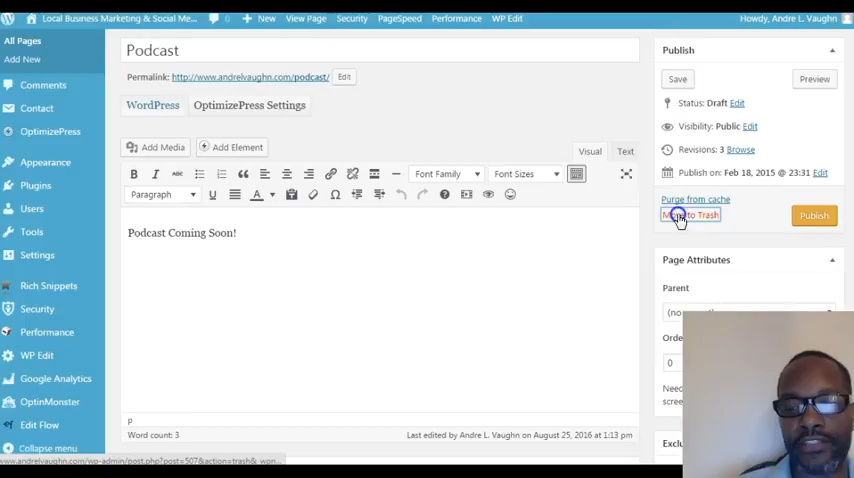 Local Business Marketing & Social Me... 0 New View Page Security PageSpeed Performance WP Edit Howdy, Andre L. Vaughn
All Pages
Add New
Comments
Contact
OptimizePress
Appearance
Plugins
Users
Tools
Settings
Rich Snippets
Security
Performance
WP Edit
Google Analytics
OptinMonster
Edit Flow
Collapse menu
Podcast
Permalink: http://www.andrelvaughn.com/podcast/ Edit
WordPress OptimizePress Settings
Add Media Add Element
Visual Text
B I ABC Font Family Font Sizes
Paragraph U A
Podcast Coming Soon!
p
Word count: 3 Last edited by Andre L. Vaughn on August 25, 2016 at 1:13 pm
Publish
Save Preview
Status: Draft Edit
Visibility: Public Edit
Revisions: 3 Browse
Publish on: Feb 18, 2015 @ 23:31 Edit
Purge from cache
to Trash Publish
Page Attributes
Parent
(no
0
Need
Exclu
www.andrelvaughn.com/wp-admin/post.php?post=507&action=trash&_wpn...